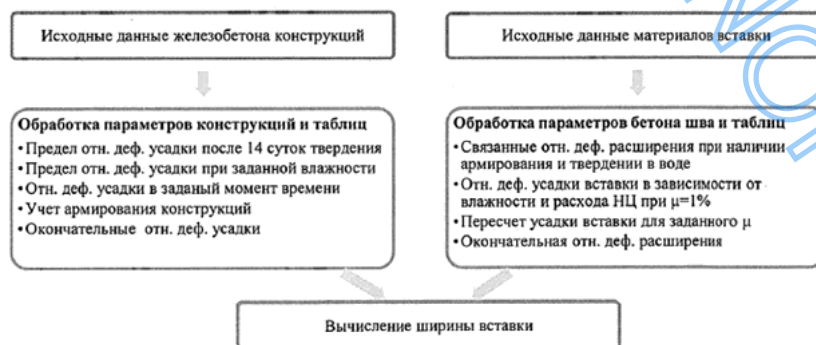 Исходные данные железобетона конструкций
Исходные данные материалов вставки
Обработка параметров конструкций и таблиц
•Предел отн. деф. усадки после 14 суток твердения
•Предел отн. деф. усадки при заданной влажности
•Отн. деф. усадки в заданый момент времени
•Учет армирования конструкций
•Окончательные отн. деф. усадки
Обработка параметров бетона шва и таблиц
•Связанные отн. деф. расширения при наличии
армирования и твердении в воде
•Отн. деф. усадки вставки в зависимости от
влажности и расхода НЦ при μ=1%
•Пересчет усадки вставки для заданного μ
•Окончательная отн. деф. расширения
Вычисление ширины вставки